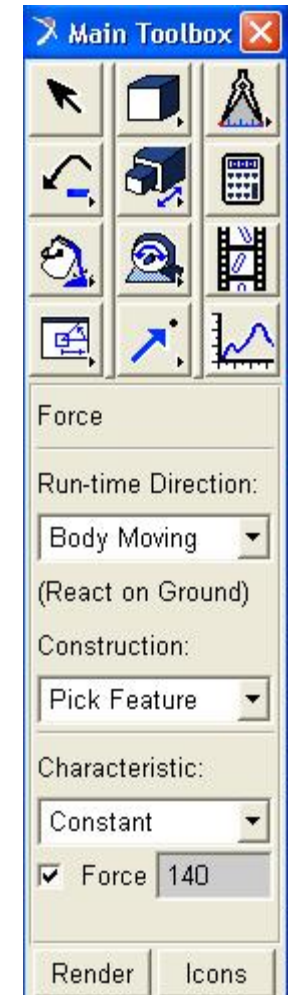 Main Toolbox
Force
Run-time Direction:
Body Moving
(React on Ground)
Construction:
Pick Feature
Characteristic:
Constant
Force 140
Render Icons